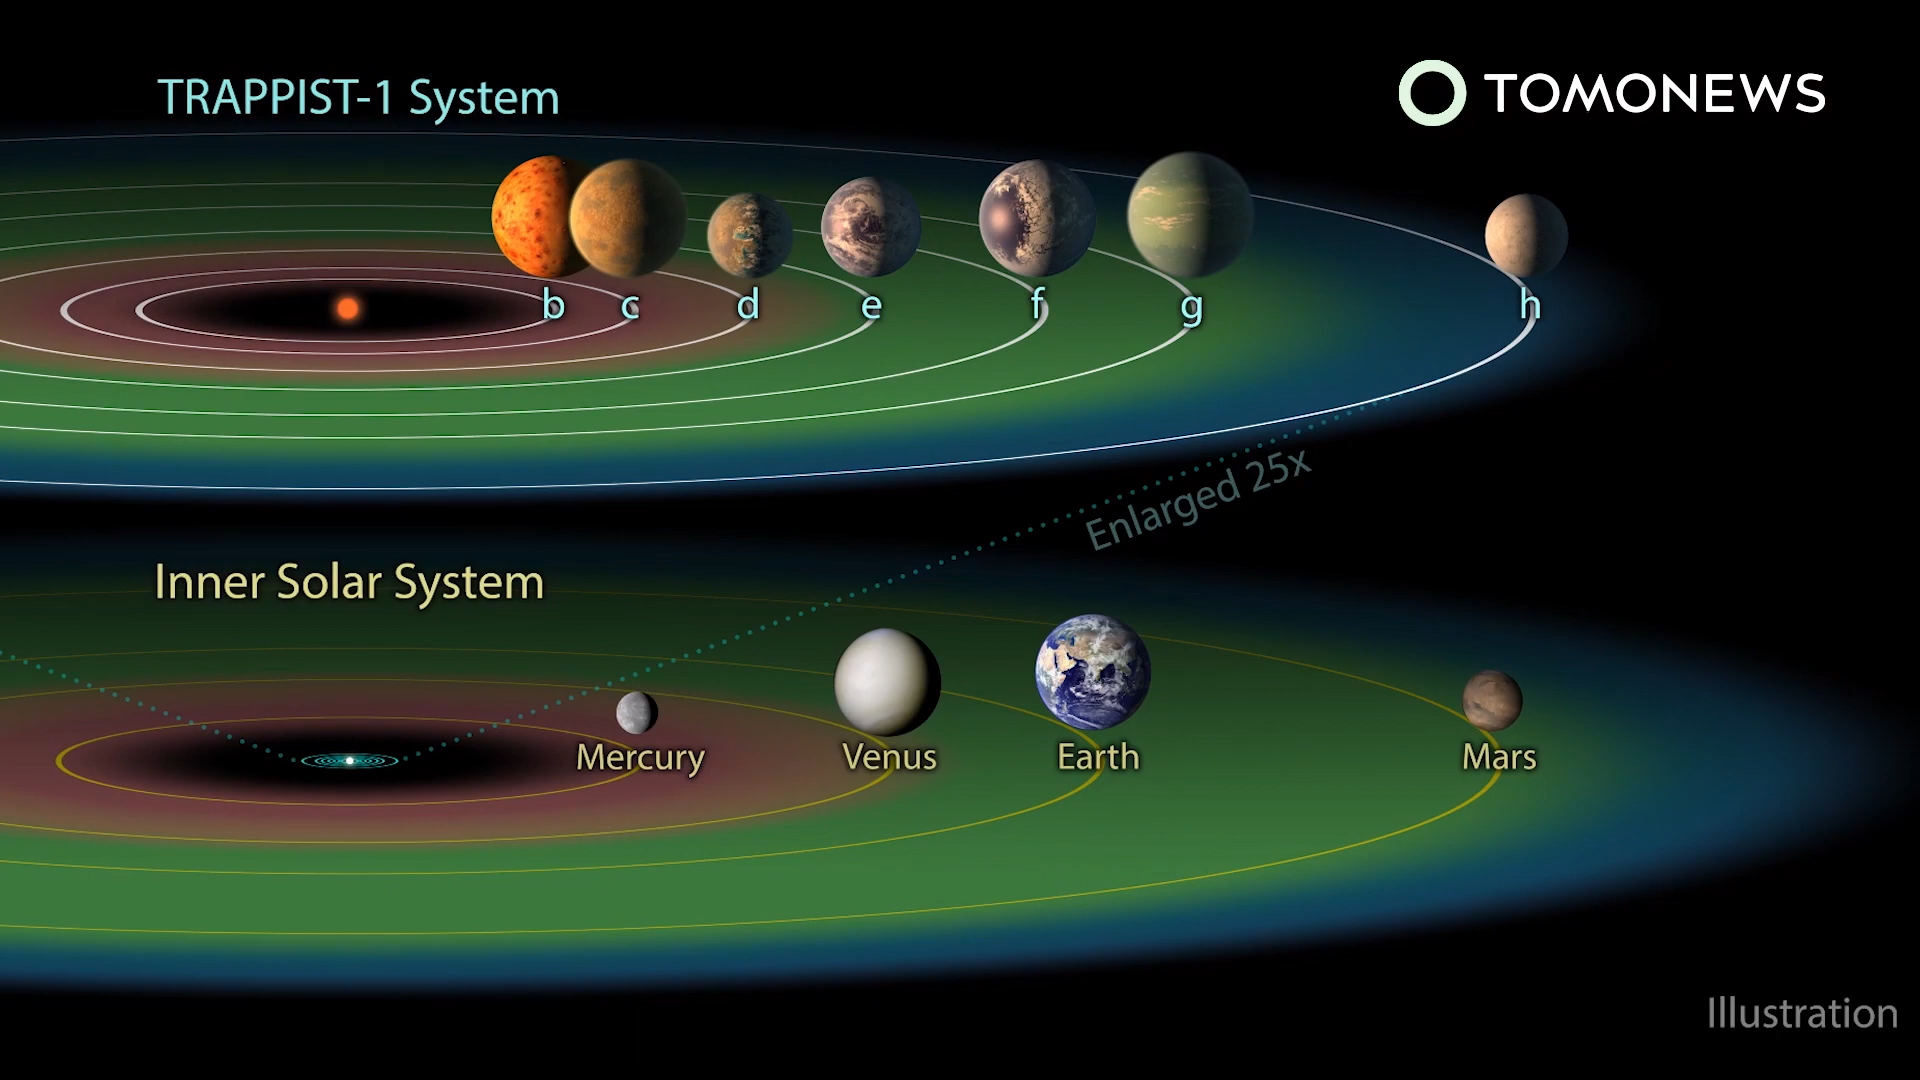 TRAPPIST-1 System
TOMONEWS
b c d e f g h
Enlarged 25x
Inner Solar System
Mercury Venus Earth Mars
Illustration